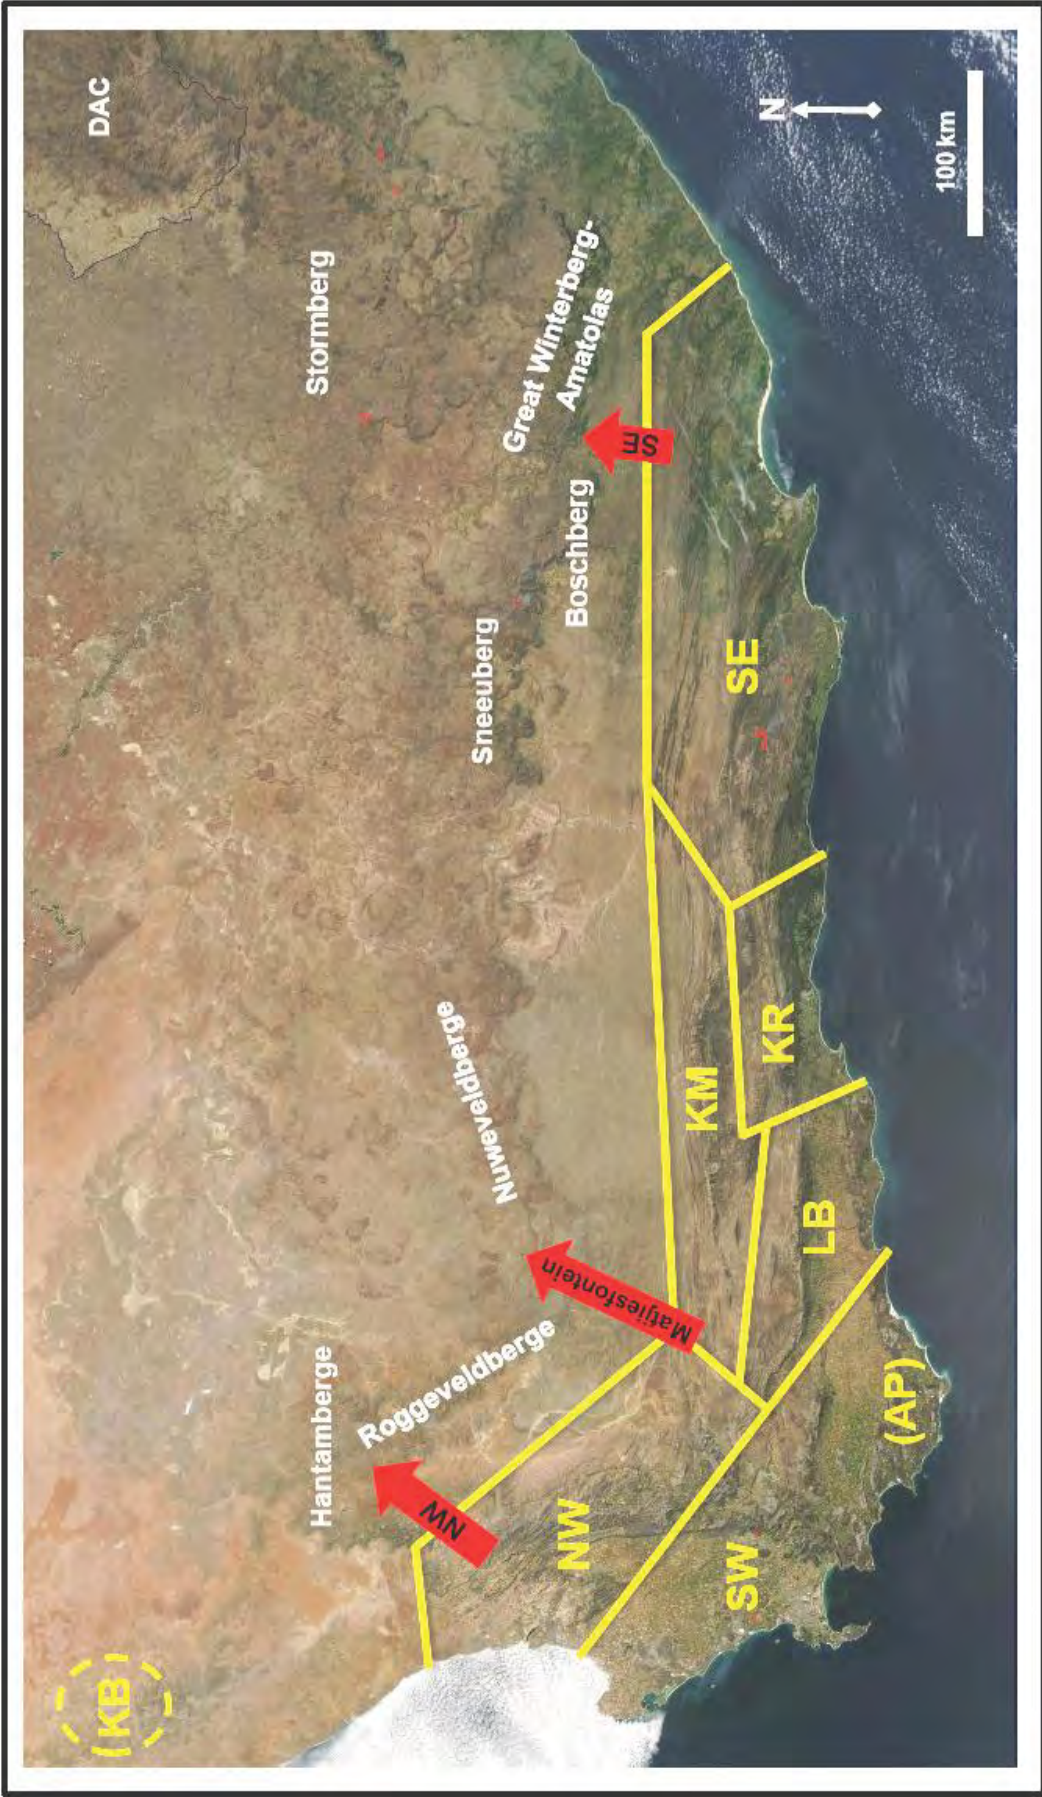 DAC
Stormberg
Great Winterberg-
Amatolas
Boschberg
Sneeuberg
Nuweveldberge
Roggeveldberge
Hantamberge
SE
Matjiesfontein
NW
SE
KR
KM
LB
(AP)
NW
SW
(KB)
N
100 km